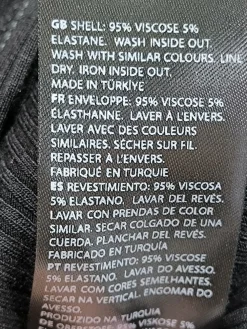 GB SHELL: 95% VISCOSE 5%
ELASTANE. WASH INSIDE OUT.
WASH WITH SIMILAR COLOURS. LINE
DRY. IRON INSIDE OUT.
MADE IN TÜRKİYE
FR ENVELOPPE: 95% VISCOSE 5%
ÉLASTHANNE. LAVER À L'ENVERS.
LAVER AVEC DES COULEURS
SIMILAIRES. SÉCHER SUR FIL.
REPASSER À L'ENVERS.
FABRIQUÉ EN TURQUIE
ES REVESTIMIENTO: 95% VISCOSA
5% ELASTANO. LAVAR DEL REVÉS.
LAVAR CON PRENDAS DE COLOR
SIMILAR. SECAR COLGADO DE UNA
CUERDA. PLANCHAR DEL REVÉS.
FABRICADO EN TURQUÍA
PT REVESTIMENTO: 95% VISCOSE
5% ELASTANO. LAVAR DO AVESSO.
LAVAR COM CORES SEMELHANTES.
SECAR NA VERTICAL. ENGOMAR DO
AVESSO.
PRODUZIDO NA TURQUIA
VISCOSE 5%